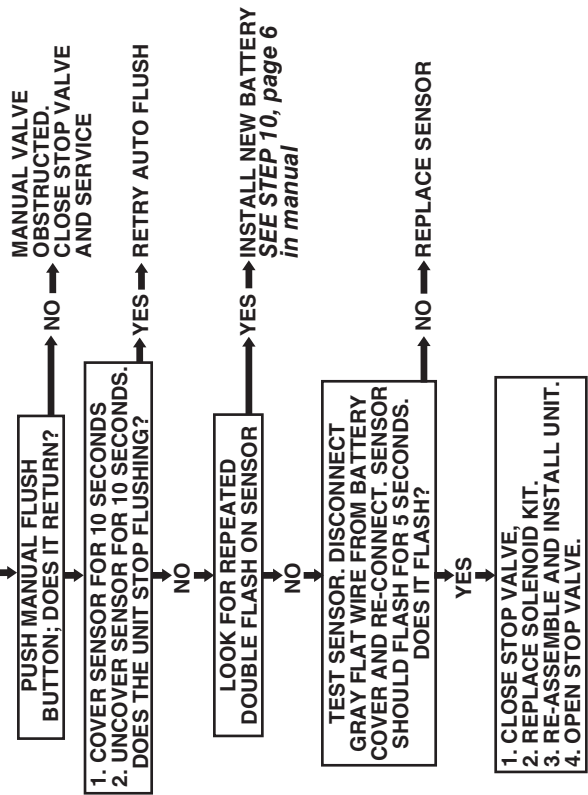 PUSH MANUAL FLUSH
BUTTON; DOES IT RETURN?
NO
MANUAL VALVE
OBSTRUCTED.
CLOSE STOP VALVE
AND SERVICE
1. COVER SENSOR FOR 10 SECONDS
2. UNCOVER SENSOR FOR 10 SECONDS.
DOES THE UNIT STOP FLUSHING?
YES
RETRY AUTO FLUSH
NO
LOOK FOR REPEATED
DOUBLE FLASH ON SENSOR
YES
INSTALL NEW BATTERY
SEE STEP 10, page 6
in manual
NO
TEST SENSOR. DISCONNECT
GRAY FLAT WIRE FROM BATTERY
COVER AND RE-CONNECT. SENSOR
SHOULD FLASH FOR 5 SECONDS.
DOES IT FLASH?
NO
REPLACE SENSOR
YES
1. CLOSE STOP VALVE,
2. REPLACE SOLENOID KIT.
3. RE-ASSEMBLE AND INSTALL UNIT.
4. OPEN STOP VALVE.